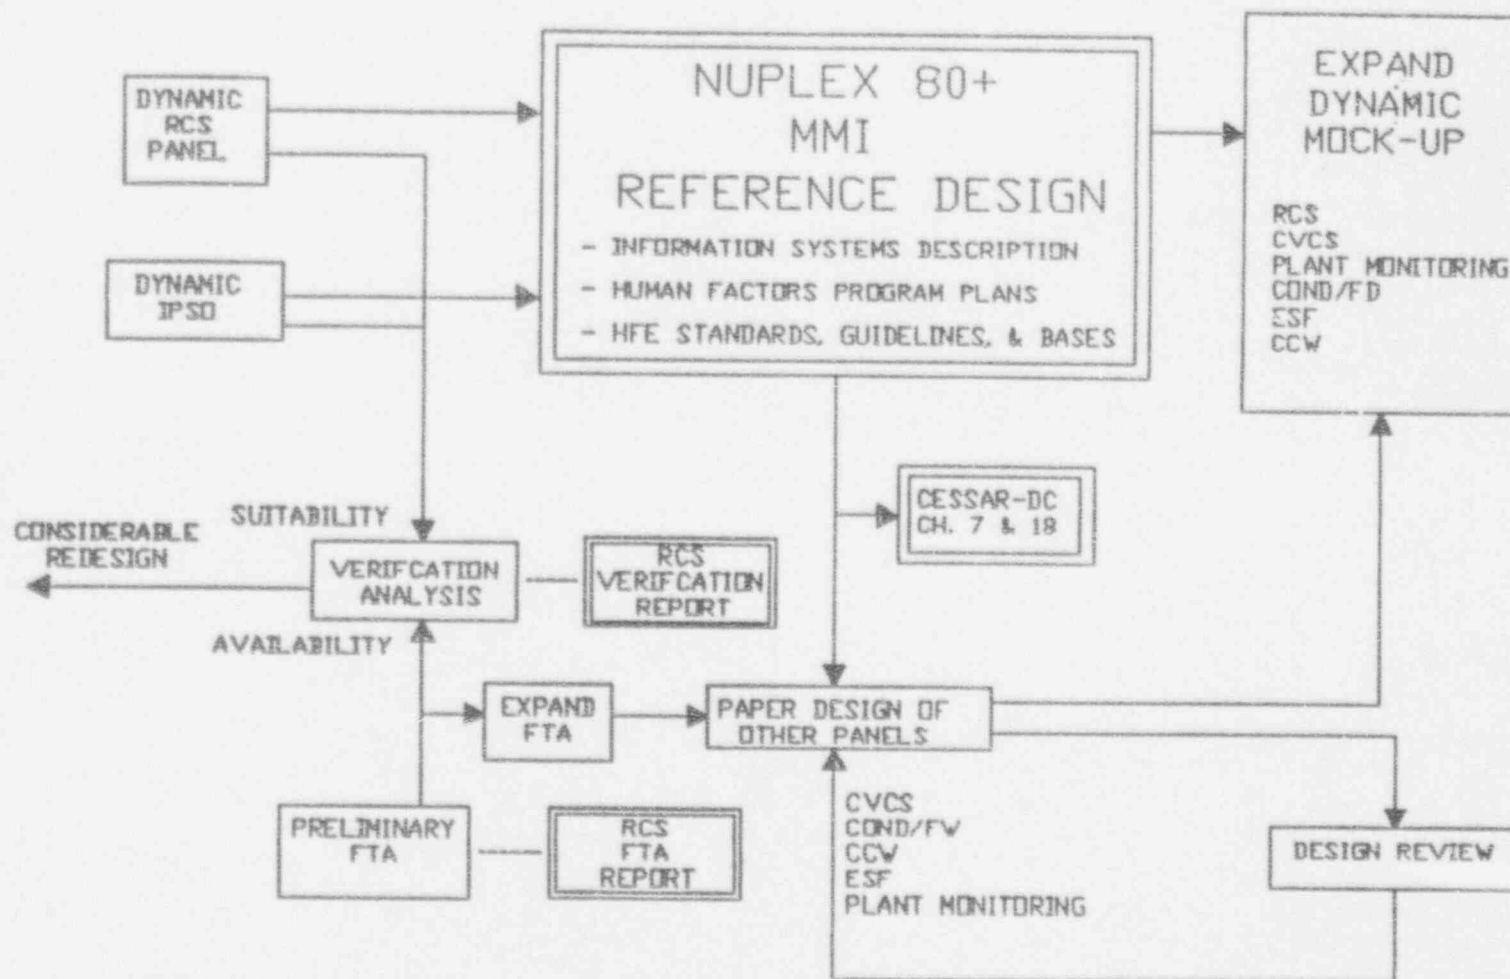 DYNAMIC
RCS
PANEL
DYNAMIC
IPSO
NUPLEX 80+
MMI
REFERENCE DESIGN
- INFORMATION SYSTEMS DESCRIPTION
- HUMAN FACTORS PROGRAM PLANS
- HFE STANDARDS, GUIDELINES, & BASES
EXPAND
DYNAMIC
MOCK-UP
RCS
CVCS
PLANT MONITORING
COND/FD
ESF
CCW
CESSAR-DC
CH. 7 & 18
SUITABILITY
CONSIDERABLE
REDESIGN
VERIFCATION
ANALYSIS
RCS
VERIFCATION
REPORT
AVAILABILITY
EXPAND
FTA
PAPER DESIGN OF
OTHER PANELS
PRELIMINARY
FTA
RCS
FTA
REPORT
CVCS
COND/FW
CCW
ESF
PLANT MONITORING
DESIGN REVIEW